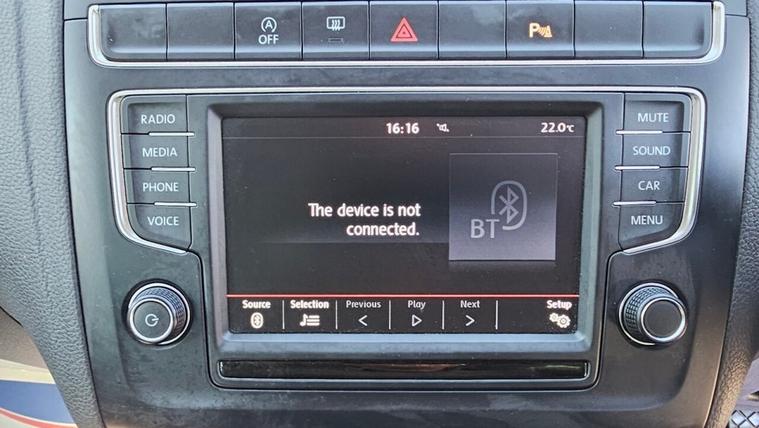 A
OFF
P
RADIO
MEDIA
PHONE
VOICE
16:16
22.0°C
The device is not
connected.
BT
Source
Selection
Previous
Play
Next
Setup
MUTE
SOUND
CAR
MENU